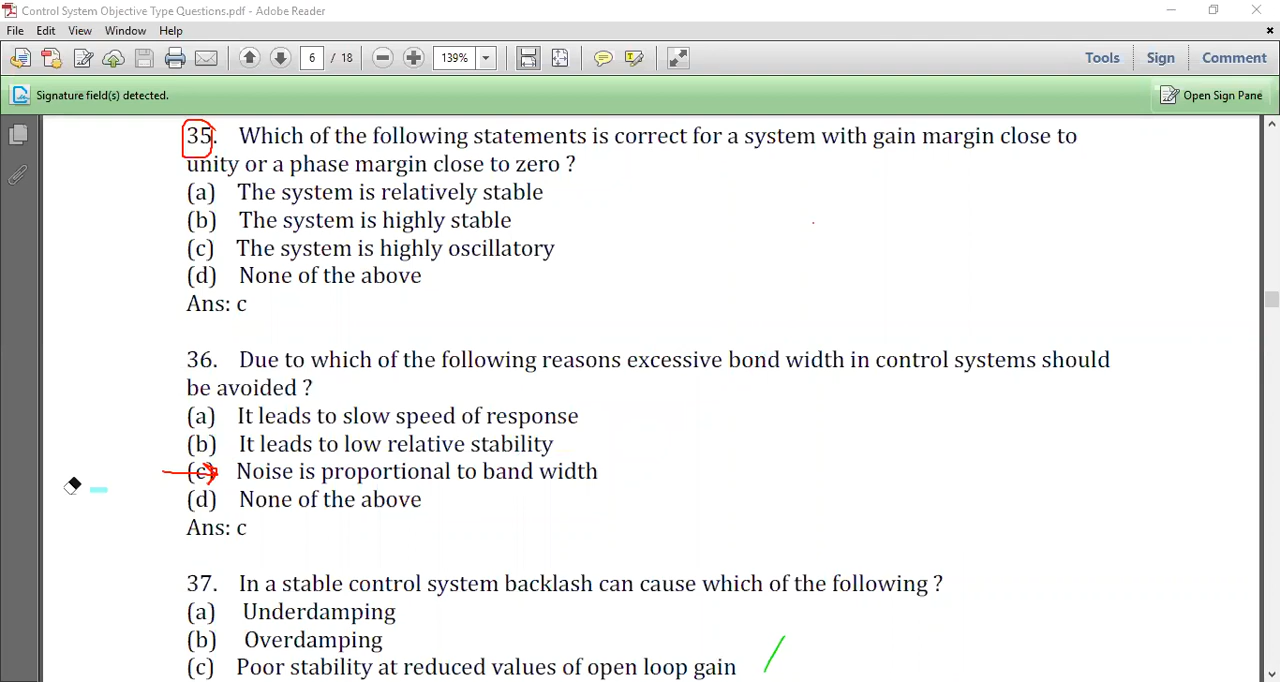 Control System Objective Type Questions.pdf - Adobe Reader
File Edit View Window Help
6 / 18 139% Tools Sign Comment
Signature field(s) detected. Open Sign Pane
35. Which of the following statements is correct for a system with gain margin close to
unity or a phase margin close to zero ?
(a) The system is relatively stable
(b) The system is highly stable
(c) The system is highly oscillatory
(d) None of the above
Ans: c
36. Due to which of the following reasons excessive bond width in control systems should
be avoided ?
(a) It leads to slow speed of response
(b) It leads to low relative stability
(c) Noise is proportional to band width
(d) None of the above
Ans: c
37. In a stable control system backlash can cause which of the following ?
(a) Underdamping
(b) Overdamping
(c) Poor stability at reduced values of open loop gain